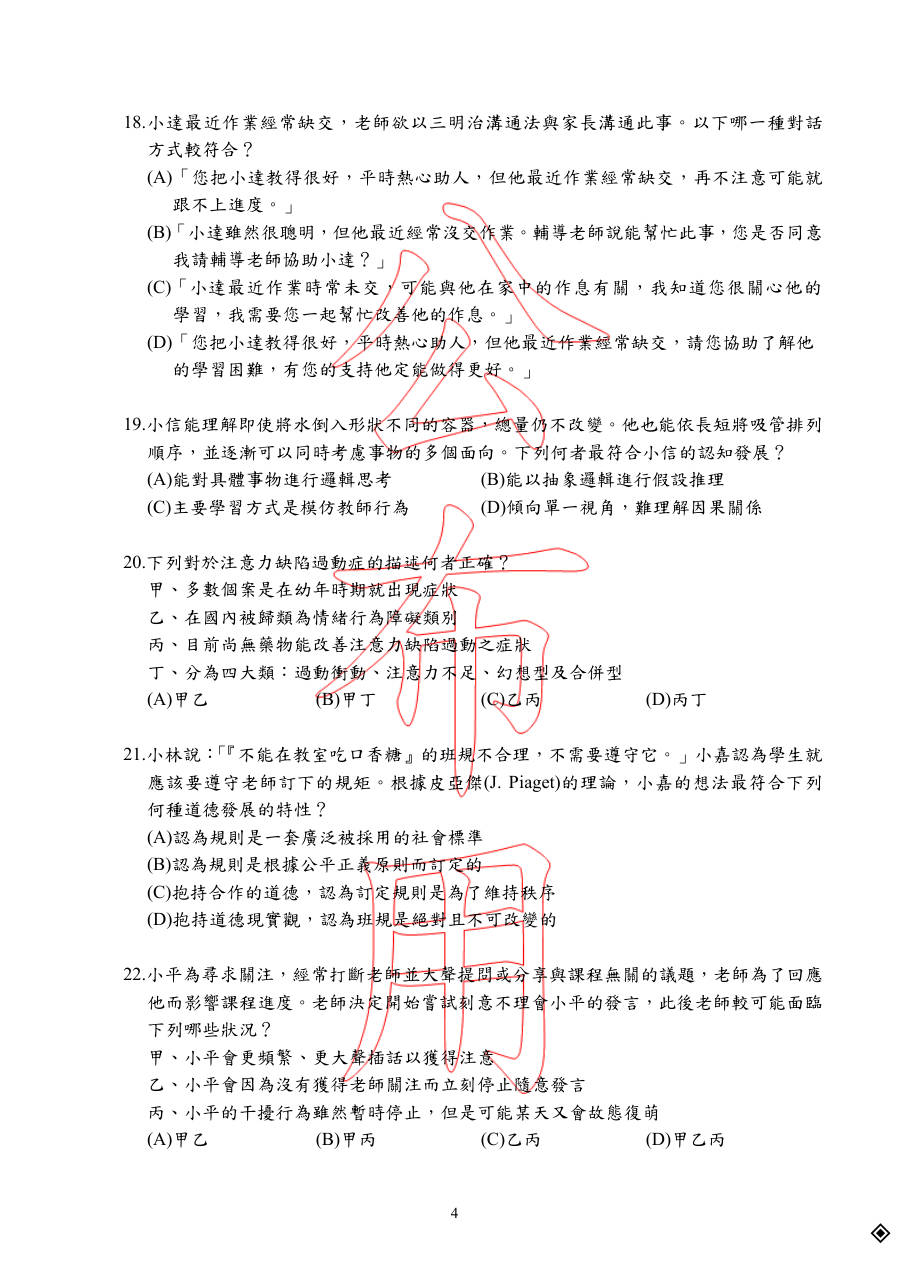 18.小達最近作業經常缺交，老師欲以三明治溝通法與家長溝通此事。以下哪一種對話
方式較符合？
(A)「您把小達教得很好，平時熱心助人，但他最近作業經常缺交，再不注意可能就
跟不上進度。」
(B)「小達雖然很聰明，但他最近經常沒交作業。輔導老師說能幫忙此事，您是否同意
我請輔導老師協助小達？」
(C)「小達最近作業時常未交，可能與他在家中的作息有關，我知道您很關心他的
學習，我需要您一起幫忙改善他的作息。」
(D)「您把小達教得很好，平時熱心助人，但他最近作業經常缺交，請您協助了解他
的學習困難，有您的支持他定能做得更好。」
19.小信能理解即使將水倒入形狀不同的容器，總量仍不改變。他也能依長短將吸管排列
順序，並逐漸可以同時考慮事物的多個面向。下列何者最符合小信的認知發展？
(A)能對具體事物進行邏輯思考 (B)能以抽象邏輯進行假設推理
(C)主要學習方式是模仿教師行為 (D)傾向單一視角，難理解因果關係
20.下列對於注意力缺陷過動症的描述何者正確？
甲、多數個案是在幼年時期就出現症狀
乙、在國內被歸類為情緒行為障礙類別
丙、目前尚無藥物能改善注意力缺陷過動之症狀
丁、分為四大類：過動衝動、注意力不足、幻想型及合併型
(A)甲乙 (B)甲丁 (C)乙丙 (D)丙丁
21.小林說：「『不能在教室吃口香糖』的班規不合理，不需要遵守它。」小嘉認為學生就
應該要遵守老師訂下的規矩。根據皮亞傑(J. Piaget)的理論，小嘉的想法最符合下列
何種道德發展的特性？
(A)認為規則是一套廣泛被採用的社會標準
(B)認為規則是根據公平正義原則而訂定的
(C)抱持合作的道德，認為訂定規則是為了維持秩序
(D)抱持道德現實觀，認為班規是絕對且不可改變的
22.小平為尋求關注，經常打斷老師並大聲提問或分享與課程無關的議題，老師為了回應
他而影響課程進度。老師決定開始嘗試刻意不理會小平的發言，此後老師較可能面臨
下列哪些狀況？
甲、小平會更頻繁、更大聲插話以獲得注意
乙、小平會因為沒有獲得老師關注而立刻停止隨意發言
丙、小平的干擾行為雖然暫時停止，但是可能某天又會故態復萌
(A)甲乙 (B)甲丙 (C)乙丙 (D)甲乙丙
4
公布用